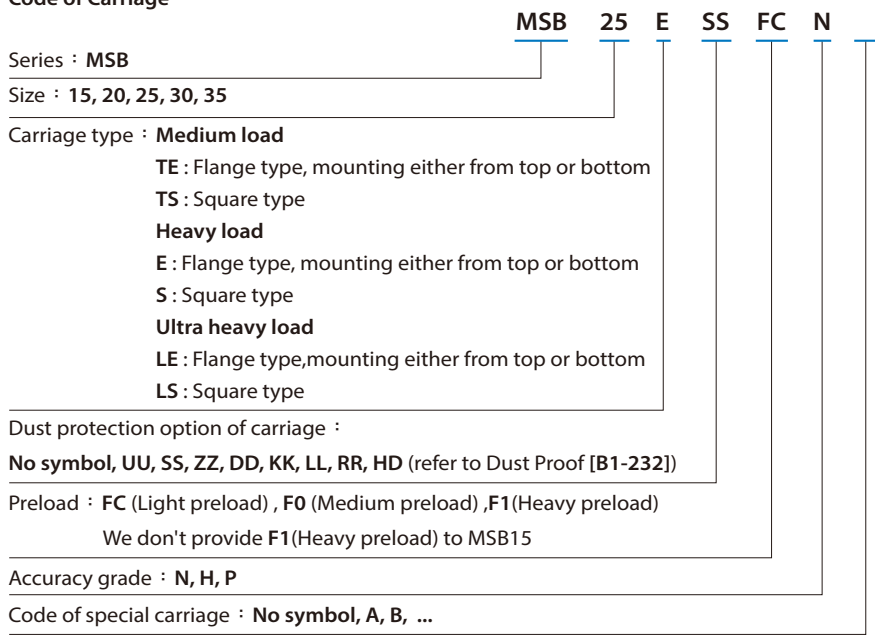 Code of Carriage
MSB 25 E SS FC N
Series：MSB
Size：15, 20, 25, 30, 35
Carriage type：Medium load
TE : Flange type, mounting either from top or bottom
TS : Square type
Heavy load
E : Flange type, mounting either from top or bottom
S : Square type
Ultra heavy load
LE : Flange type,mounting either from top or bottom
LS : Square type
Dust protection option of carriage：
No symbol, UU, SS, ZZ, DD, KK, LL, RR, HD (refer to Dust Proof [B1-232])
Preload：FC (Light preload) , F0 (Medium preload) ,F1(Heavy preload)
We don't provide F1(Heavy preload) to MSB15
Accuracy grade：N, H, P
Code of special carriage：No symbol, A, B, ...